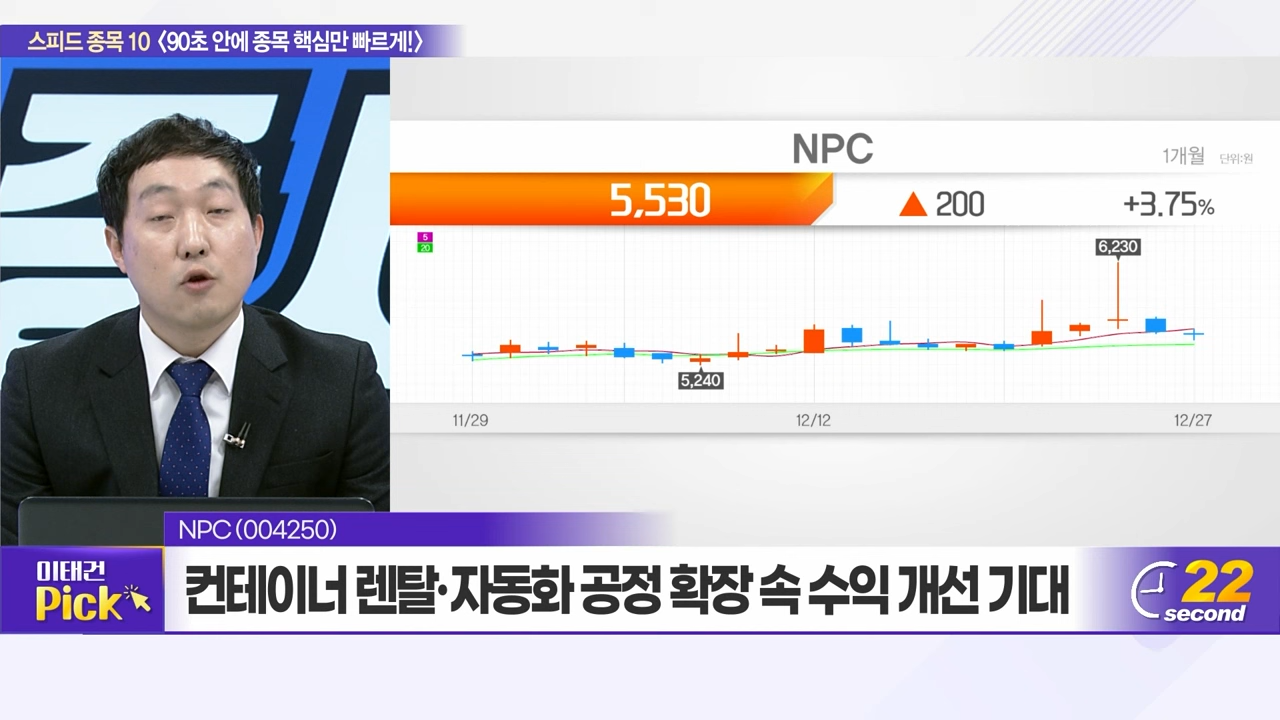 스피드 종목 10 〈90초 안에 종목 핵심만 빠르게!〉
NPC
1개월 단위:원
5,530 ▲ 200 +3.75%
5
20
6,230
5,240
11/29 12/12 12/27
NPC (004250)
이태건
Pick
컨테이너 렌탈·자동화 공정 확장 속 수익 개선 기대
22
second